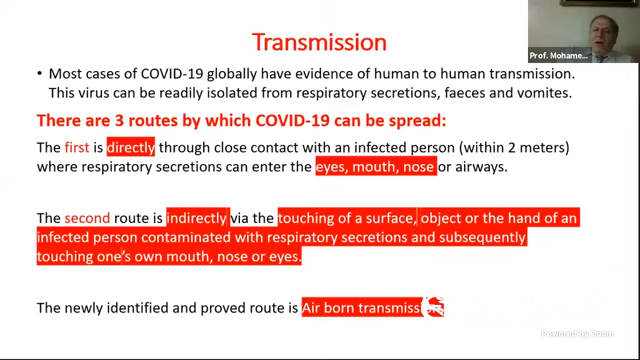 Transmission
Prof. Mohame...
• Most cases of COVID-19 globally have evidence of human to human transmission.
This virus can be readily isolated from respiratory secretions, faeces and vomites.
There are 3 routes by which COVID-19 can be spread:
The first is directly through close contact with an infected person (within 2 meters)
where respiratory secretions can enter the eyes, mouth, nose or airways.
The second route is indirectly via the touching of a surface, object or the hand of an
infected person contaminated with respiratory secretions and subsequently
touching one's own mouth, nose or eyes.
The newly identified and proved route is Air born
Powered by Zoom